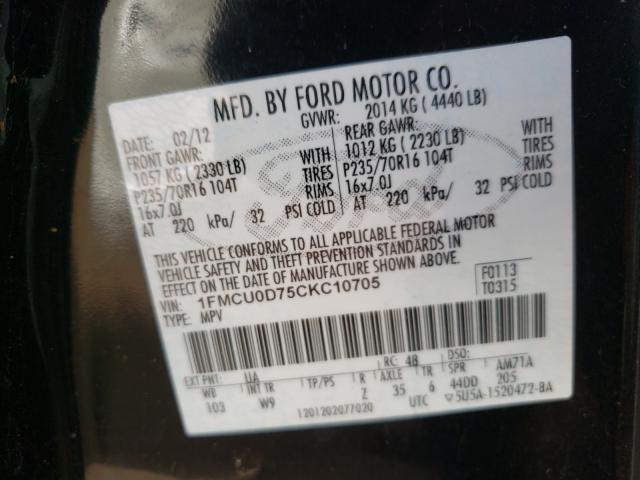 MFD. BY FORD MOTOR CO.
DATE: 02/12 GVWR: 2014 KG ( 4440 LB)
FRONT GAWR: REAR GAWR:
1057 KG ( 2330 LB) WITH 1012 KG ( 2230 LB) WITH
P235/70R16 104T TIRES P235/70R16 104T TIRES
16x7.0J RIMS 16x7.0J RIMS
AT 220 kPa/ 32 PSI COLD AT 220 kPa/ 32 PSI COLD
THIS VEHICLE CONFORMS TO ALL APPLICABLE FEDERAL MOTOR
VEHICLE SAFETY AND THEFT PREVENTION STANDARDS IN
EFFECT ON THE DATE OF MANUFACTURE SHOWN ABOVE.
VIN: 1FMCU0D75CKC10705 F0113
TYPE: MPV T0315
EXT PNT: UA RC: 48 DSO:
WB INT TR TP/PS R AXLE TR SPR AM71A
103 W9 Z 35 6 44DD 205
1201202077020 UTC 5U5A-1520472-BA
Ford